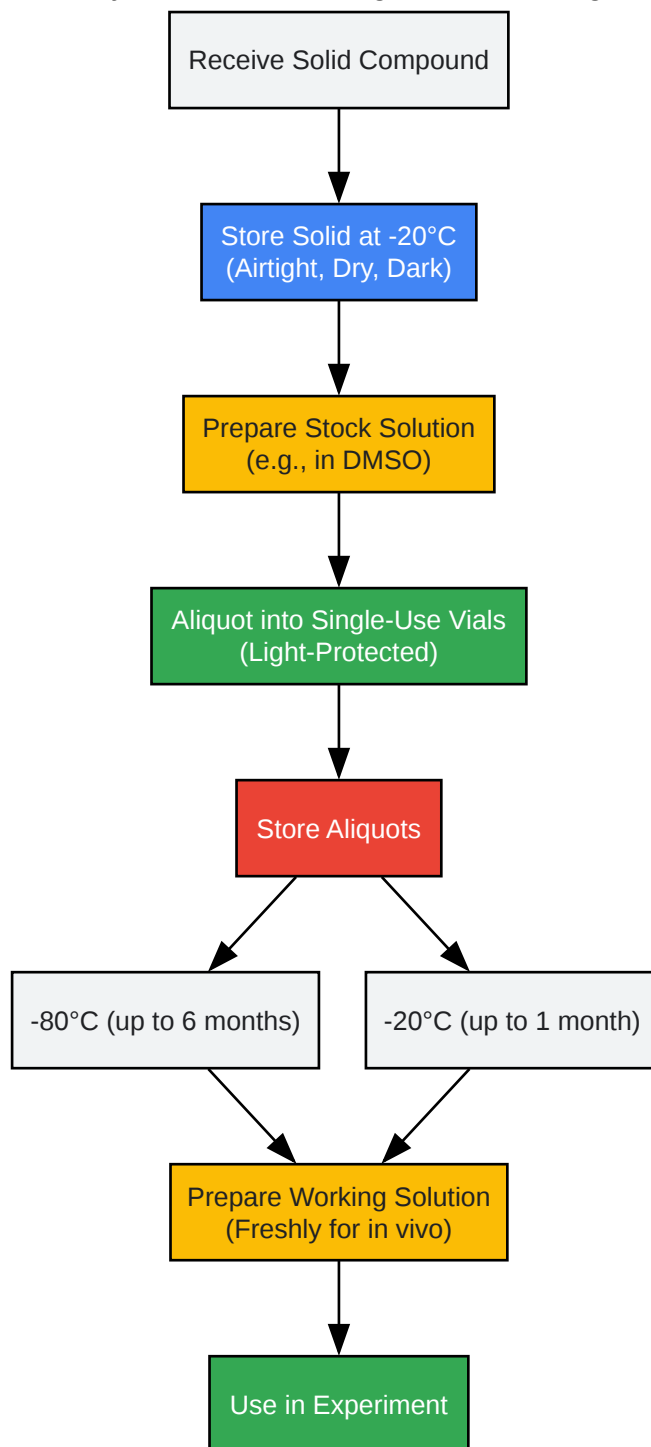 Receive Solid Compound
Store Solid at -20°C
(Airtight, Dry, Dark)
Prepare Stock Solution
(e.g., in DMSO)
Aliquot into Single-Use Vials
(Light-Protected)
Store Aliquots
-80°C (up to 6 months)
-20°C (up to 1 month)
Prepare Working Solution
(Freshly for in vivo)
Use in Experiment